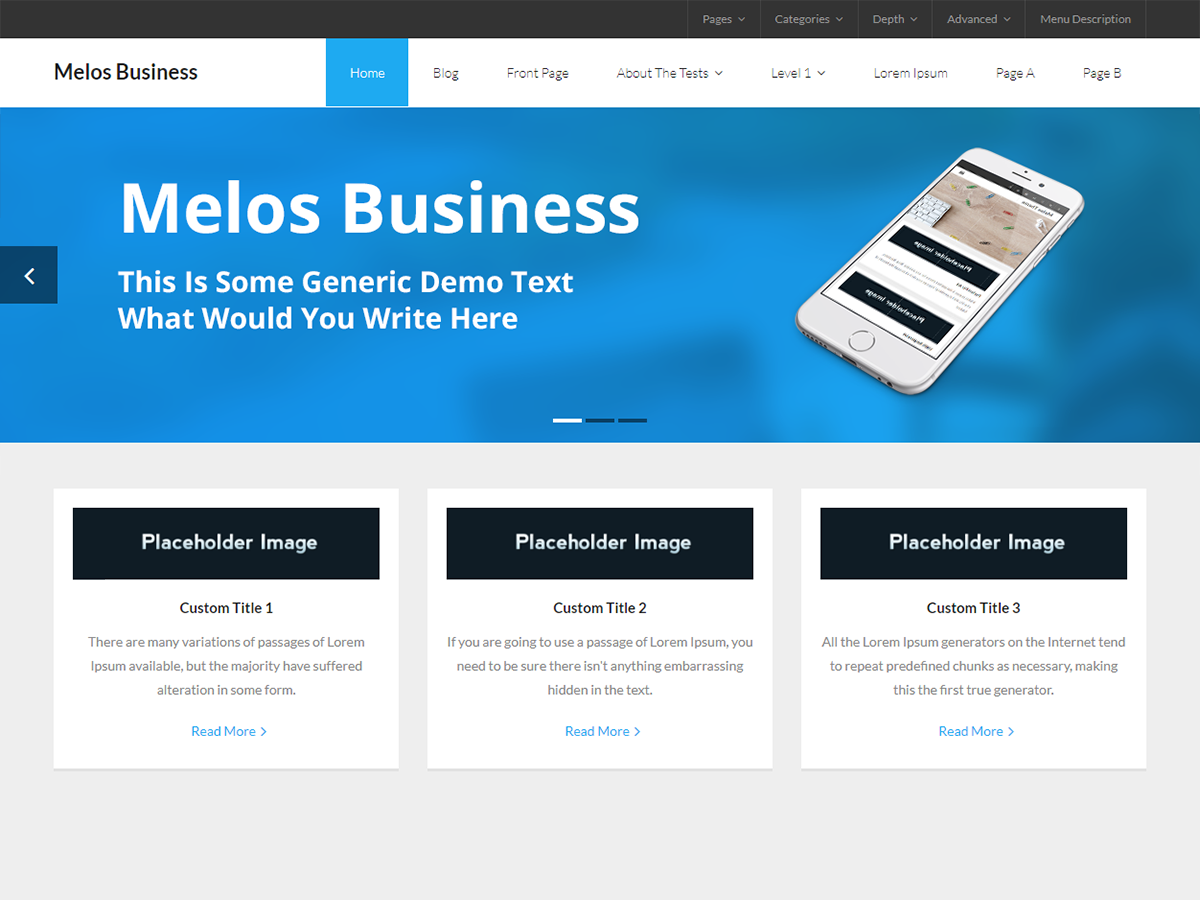 Pages
Categories
Depth
Advanced
Menu Description
Melos Business
Home
Blog
Front Page
About The Tests
Level 1
Lorem Ipsum
Page A
Page B
Melos Business
This Is Some Generic Demo Text
What Would You Write Here
Placeholder Image
Placeholder Image
Placeholder Image
Custom Title 1
There are many variations of passages of Lorem
Ipsum available, but the majority have suffered
alteration in some form.
Read More
Placeholder Image
Custom Title 2
If you are going to use a passage of Lorem Ipsum, you
need to be sure there isn't anything embarrassing
hidden in the text.
Read More
Placeholder Image
Custom Title 3
All the Lorem Ipsum generators on the Internet tend
to repeat predefined chunks as necessary, making
this the first true generator.
Read More